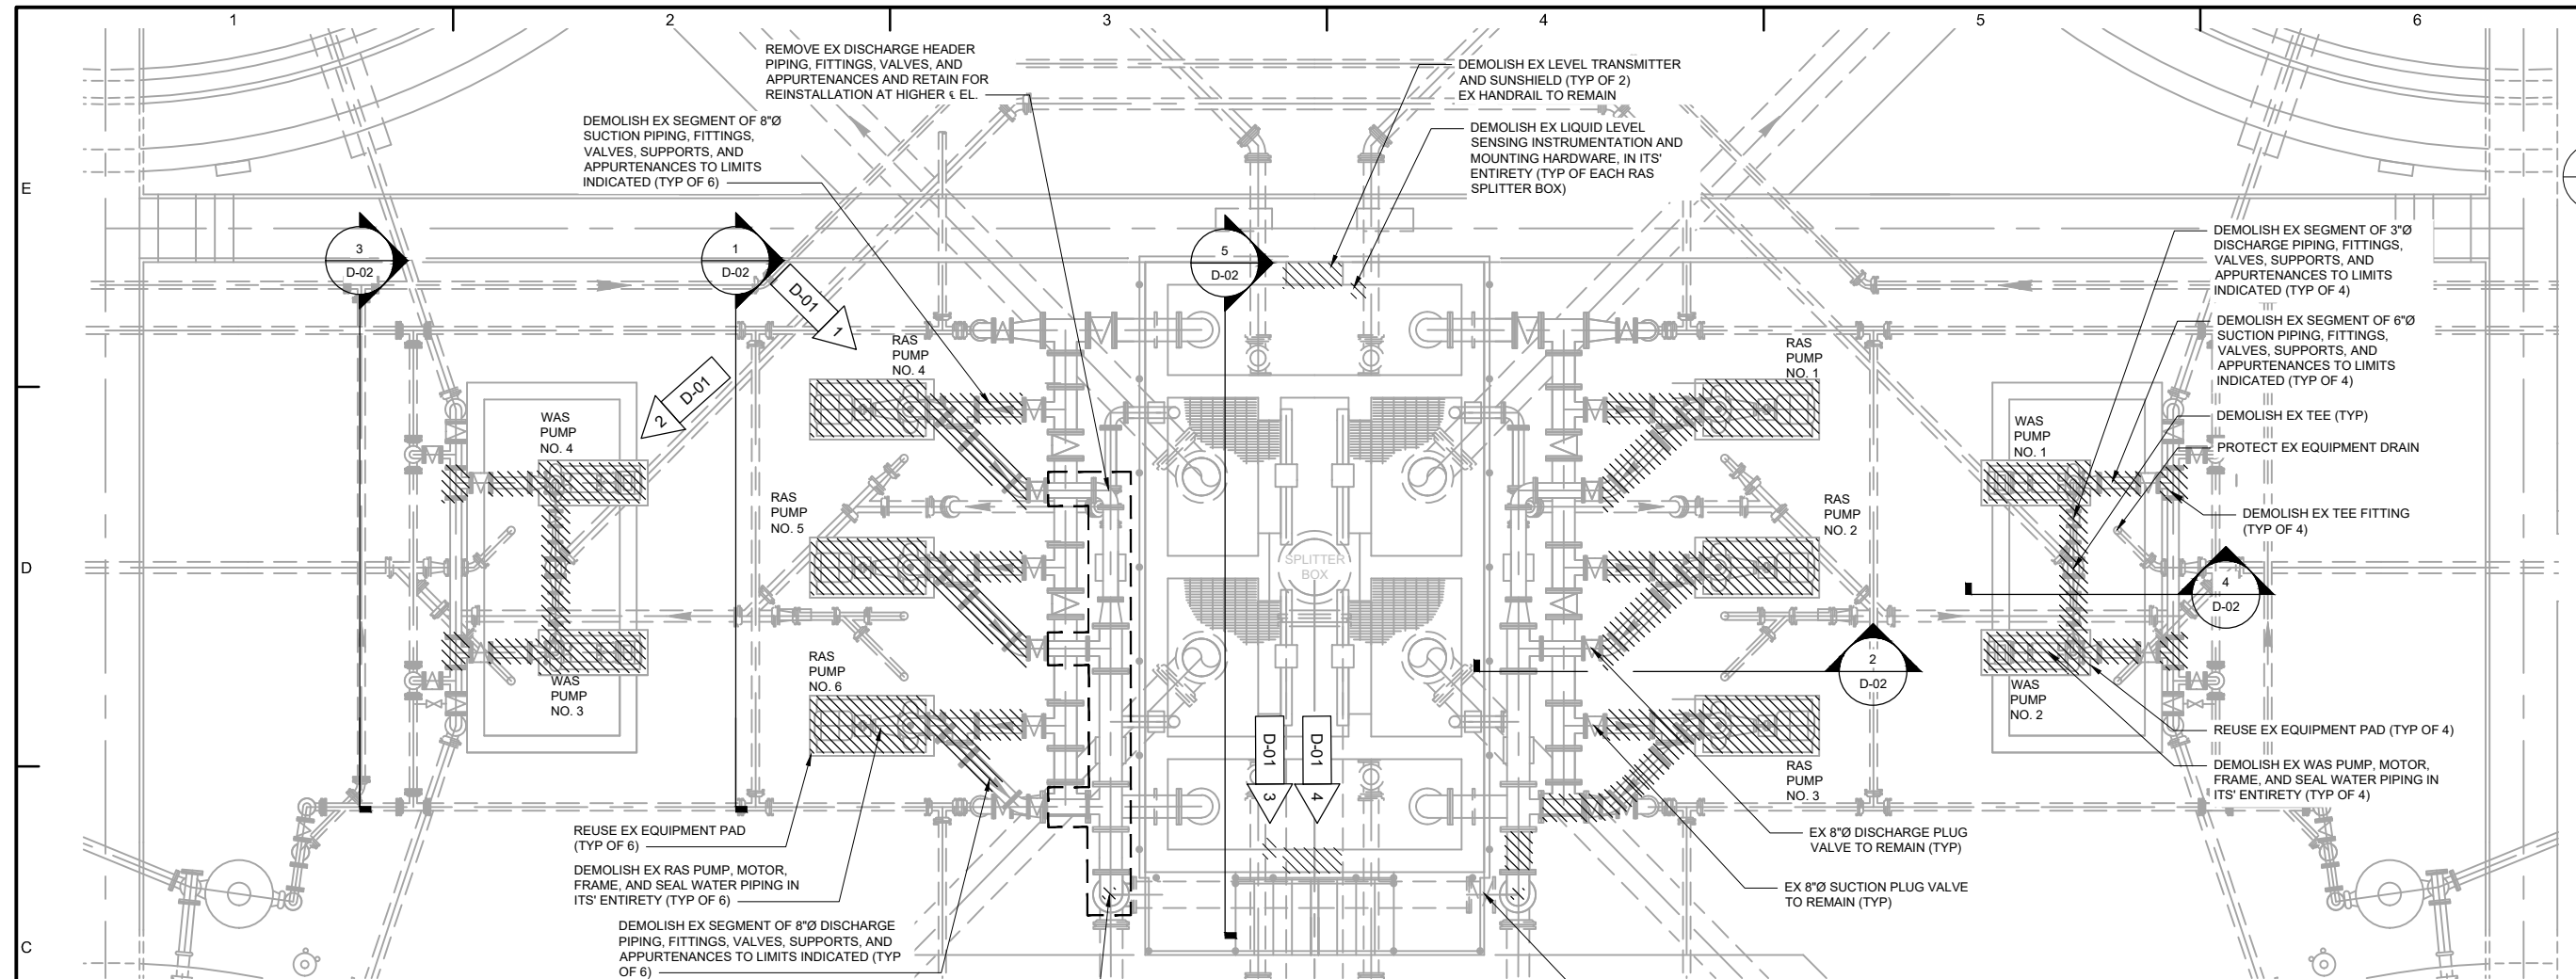 1
2
3
4
5
6
E
D
C
REMOVE EX DISCHARGE HEADER
PIPING, FITTINGS, VALVES, AND
APPURTENANCES AND RETAIN FOR
REINSTALLATION AT HIGHER ℄ EL.
DEMOLISH EX SEGMENT OF 8"Ø
SUCTION PIPING, FITTINGS,
VALVES, SUPPORTS, AND
APPURTENANCES TO LIMITS
INDICATED (TYP OF 6)
DEMOLISH EX LEVEL TRANSMITTER
AND SUNSHIELD (TYP OF 2)
EX HANDRAIL TO REMAIN
DEMOLISH EX LIQUID LEVEL
SENSING INSTRUMENTATION AND
MOUNTING HARDWARE, IN ITS'
ENTIRETY (TYP OF EACH RAS
SPLITTER BOX)
DEMOLISH EX SEGMENT OF 3"Ø
DISCHARGE PIPING, FITTINGS,
VALVES, SUPPORTS, AND
APPURTENANCES TO LIMITS
INDICATED (TYP OF 4)
DEMOLISH EX SEGMENT OF 6"Ø
SUCTION PIPING, FITTINGS,
VALVES, SUPPORTS, AND
APPURTENANCES TO LIMITS
INDICATED (TYP OF 4)
DEMOLISH EX TEE (TYP)
PROTECT EX EQUIPMENT DRAIN
DEMOLISH EX TEE FITTING
(TYP OF 4)
3
D-02
1
D-02
5
D-02
D-01
1
D-01
2
RAS
PUMP
NO. 4
RAS
PUMP
NO. 1
WAS
PUMP
NO. 4
WAS
PUMP
NO. 1
RAS
PUMP
NO. 5
RAS
PUMP
NO. 2
SPLITTER
BOX
4
D-02
RAS
PUMP
NO. 6
2
D-02
WAS
PUMP
NO. 3
WAS
PUMP
NO. 2
D-01
3
D-01
4
RAS
PUMP
NO. 3
REUSE EX EQUIPMENT PAD (TYP OF 4)
DEMOLISH EX WAS PUMP, MOTOR,
FRAME, AND SEAL WATER PIPING IN
ITS' ENTIRETY (TYP OF 4)
REUSE EX EQUIPMENT PAD
(TYP OF 6)
EX 8"Ø DISCHARGE PLUG
VALVE TO REMAIN (TYP)
DEMOLISH EX RAS PUMP, MOTOR,
FRAME, AND SEAL WATER PIPING IN
ITS' ENTIRETY (TYP OF 6)
EX 8"Ø SUCTION PLUG VALVE
TO REMAIN (TYP)
DEMOLISH EX SEGMENT OF 8"Ø DISCHARGE
PIPING, FITTINGS, VALVES, SUPPORTS, AND
APPURTENANCES TO LIMITS INDICATED (TYP
OF 6)